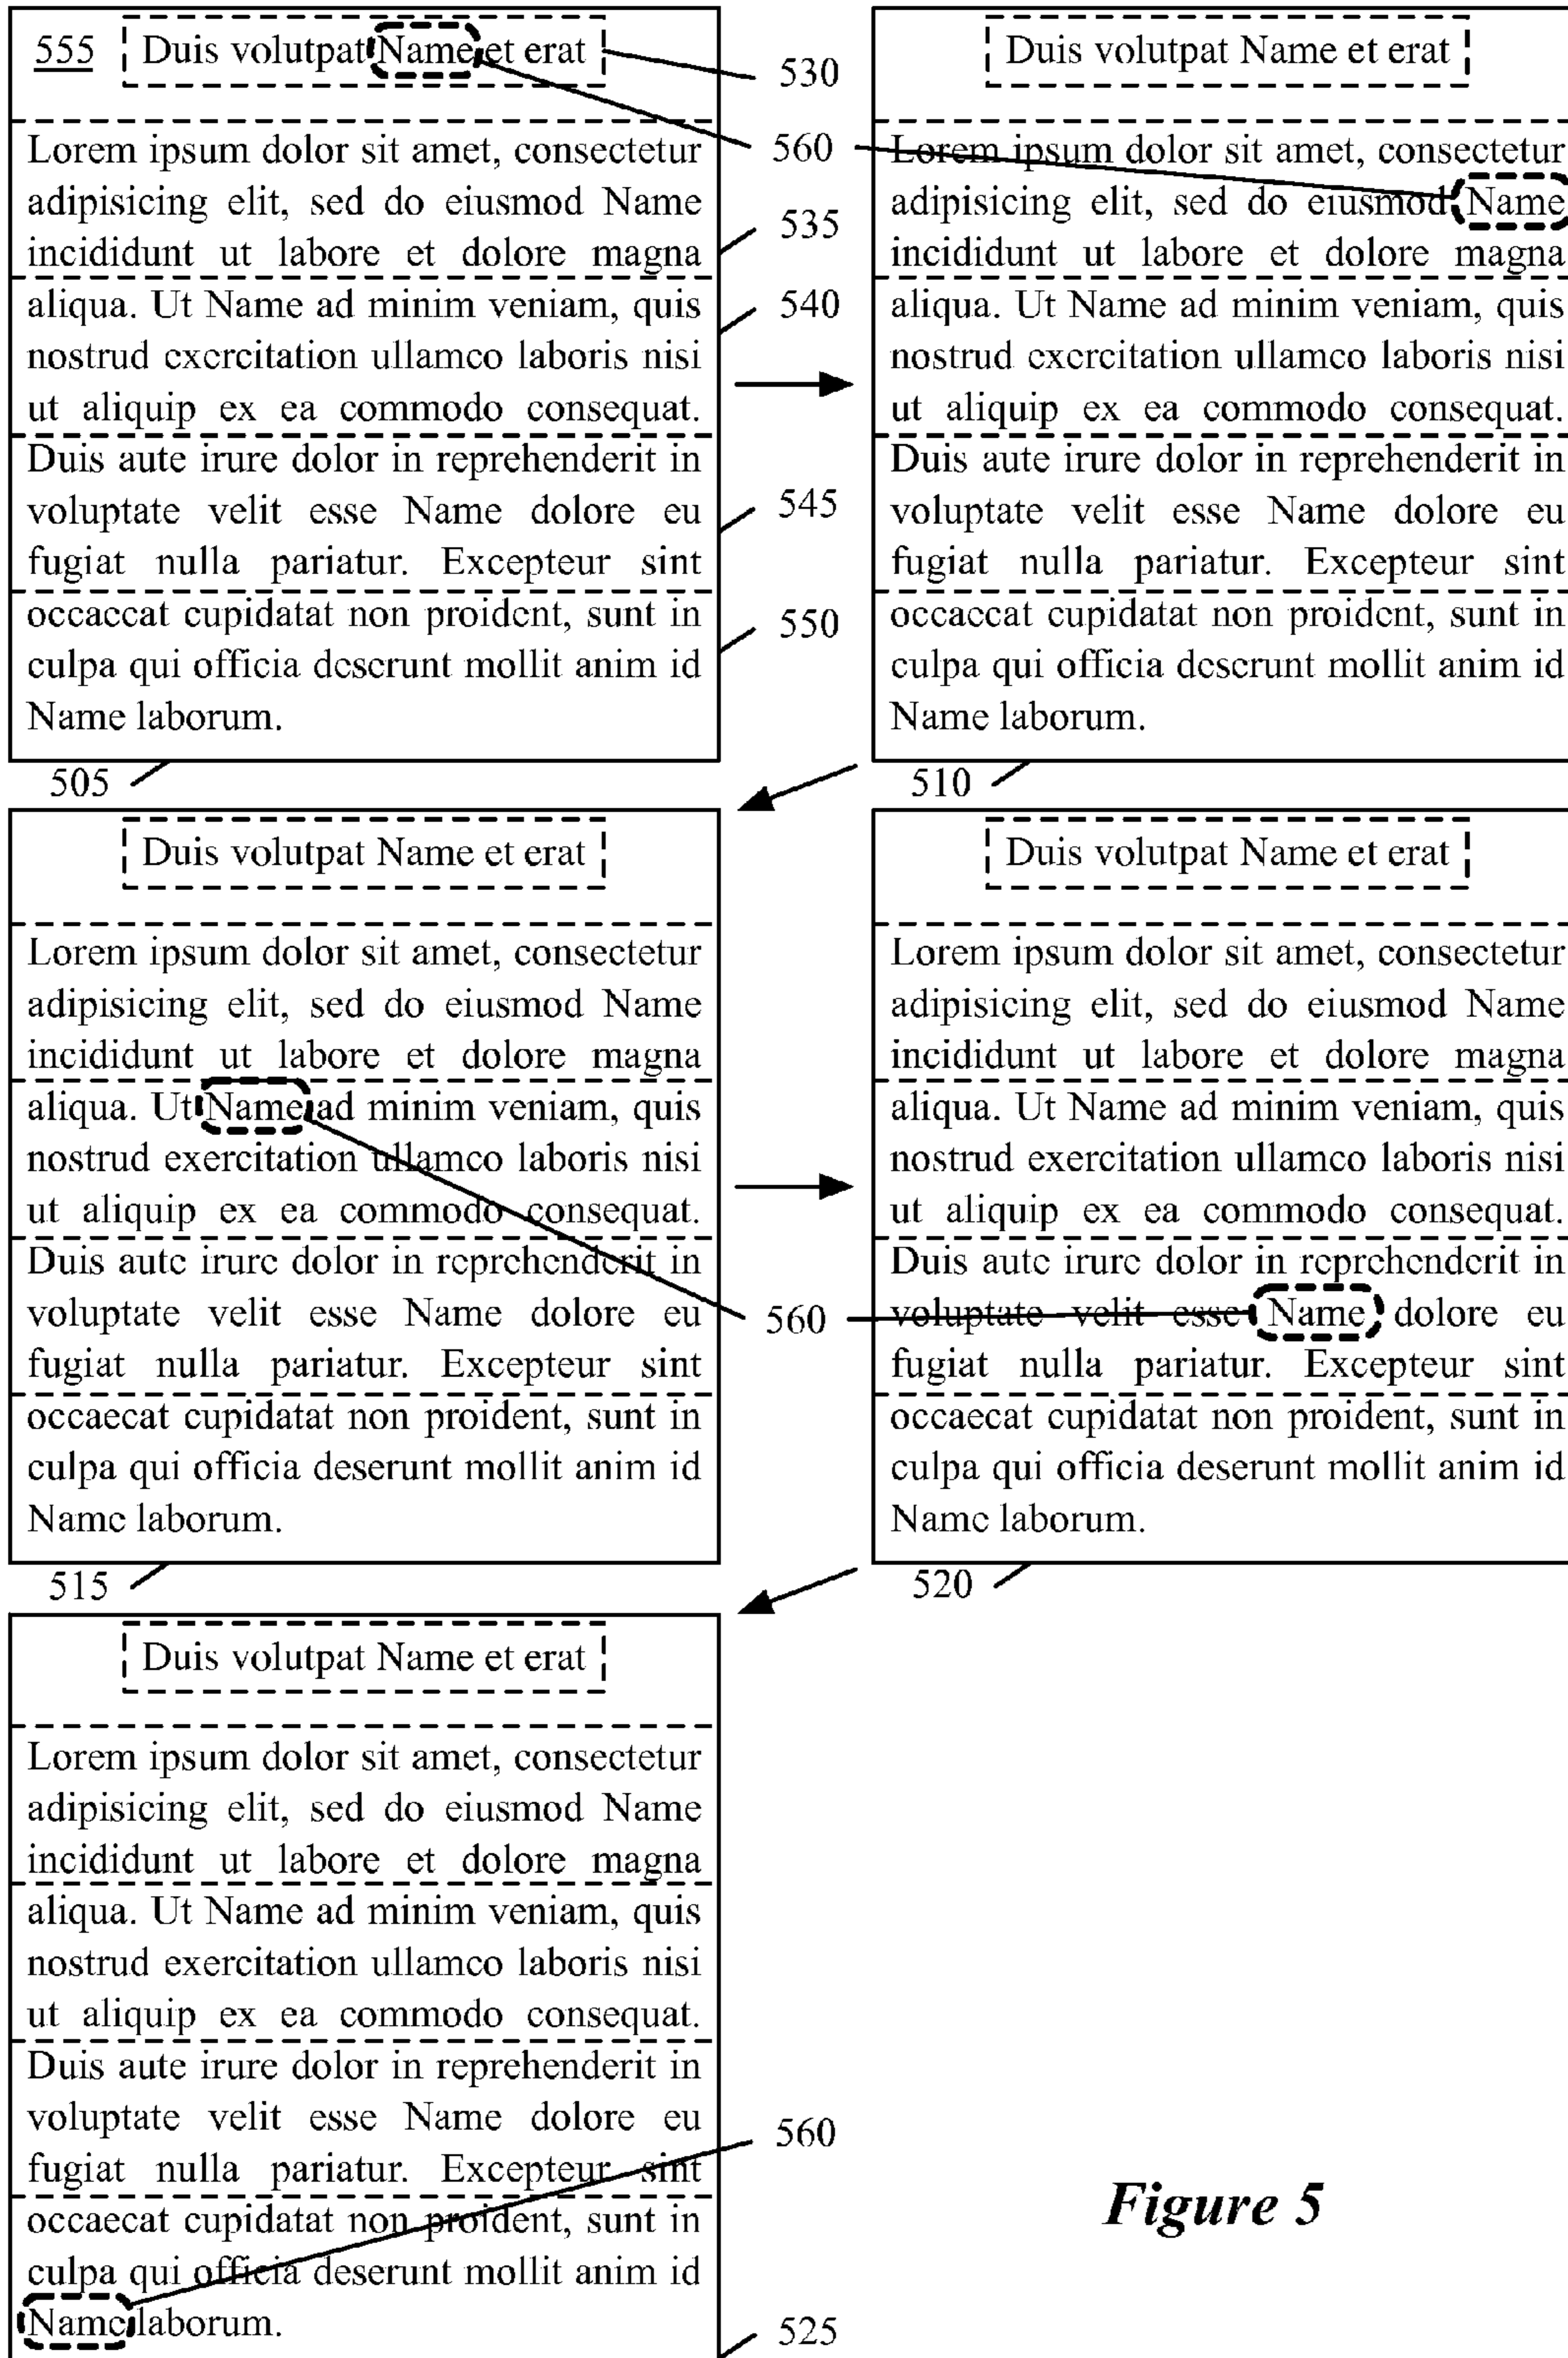 555 Duis volutpat Name et erat
530
560
Lorem ipsum dolor sit amet, consectetur
adipisicing elit, sed do eiusmod Name
incididunt ut labore et dolore magna
535
aliqua. Ut Name ad minim veniam, quis
540
nostrud exercitation ullamco laboris nisi
ut aliquip ex ea commodo consequat.
Duis aute irure dolor in reprehenderit in
voluptate velit esse Name dolore eu
545
fugiat nulla pariatur. Excepteur sint
occaecat cupidatat non proident, sunt in
550
culpa qui officia deserunt mollit anim id
Name laborum.
505
Duis volutpat Name et erat
Lorem ipsum dolor sit amet, consectetur
adipisicing elit, sed do eiusmod Name
incididunt ut labore et dolore magna
aliqua. Ut Name ad minim veniam, quis
nostrud exercitation ullamco laboris nisi
ut aliquip ex ea commodo consequat.
Duis aute irure dolor in reprehenderit in
voluptate velit esse Name dolore eu
fugiat nulla pariatur. Excepteur sint
occaecat cupidatat non proident, sunt in
culpa qui officia deserunt mollit anim id
Name laborum.
510
Duis volutpat Name et erat
Lorem ipsum dolor sit amet, consectetur
adipisicing elit, sed do eiusmod Name
incididunt ut labore et dolore magna
aliqua. Ut Name ad minim veniam, quis
nostrud exercitation ullamco laboris nisi
ut aliquip ex ea commodo consequat.
Duis aute irure dolor in reprehenderit in
voluptate velit esse Name dolore eu
560
fugiat nulla pariatur. Excepteur sint
occaecat cupidatat non proident, sunt in
culpa qui officia deserunt mollit anim id
Name laborum.
515
Duis volutpat Name et erat
Lorem ipsum dolor sit amet, consectetur
adipisicing elit, sed do eiusmod Name
incididunt ut labore et dolore magna
aliqua. Ut Name ad minim veniam, quis
nostrud exercitation ullamco laboris nisi
ut aliquip ex ea commodo consequat.
Duis aute irure dolor in reprehenderit in
voluptate velit esse Name dolore eu
fugiat nulla pariatur. Excepteur sint
occaecat cupidatat non proident, sunt in
culpa qui officia deserunt mollit anim id
Name laborum.
520
Duis volutpat Name et erat
Lorem ipsum dolor sit amet, consectetur
adipisicing elit, sed do eiusmod Name
incididunt ut labore et dolore magna
aliqua. Ut Name ad minim veniam, quis
nostrud exercitation ullamco laboris nisi
ut aliquip ex ea commodo consequat.
Duis aute irure dolor in reprehenderit in
voluptate velit esse Name dolore eu
560
fugiat nulla pariatur. Excepteur sint
occaecat cupidatat non proident, sunt in
culpa qui officia deserunt mollit anim id
Name laborum.
525
Figure 5